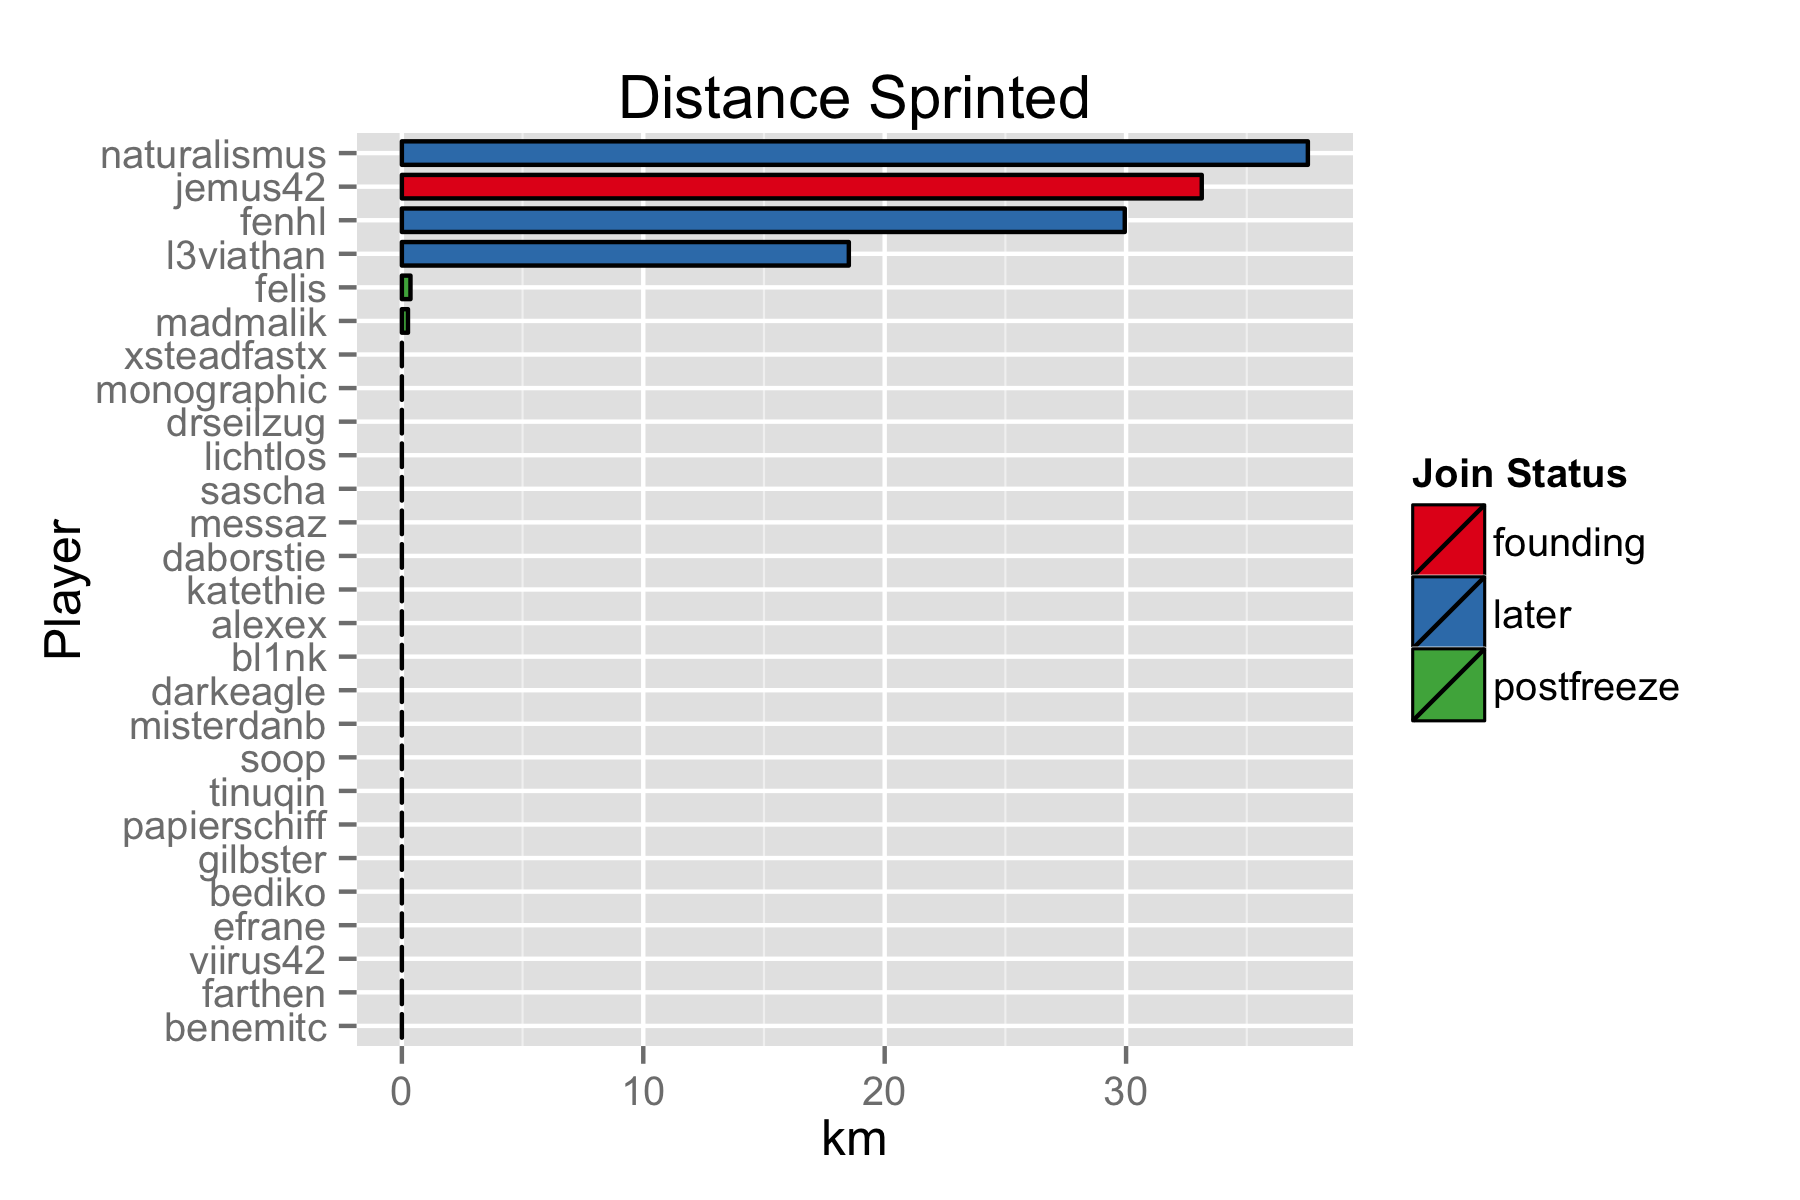 Distance Sprinted
naturalismus
jemus42
fenhl
l3viathan
felis
madmalik
xsteadfastx
monographic
drseilzug
lichtlos
sascha
messaz
daborstie
katethie
alexex
bl1nk
darkeagle
misterdanb
soop
tinuqin
papierschiff
gilbster
bediko
efrane
viirus42
farthen
benemitc
Player
0 10 20 30
km
Join Status
founding
later
postfreeze